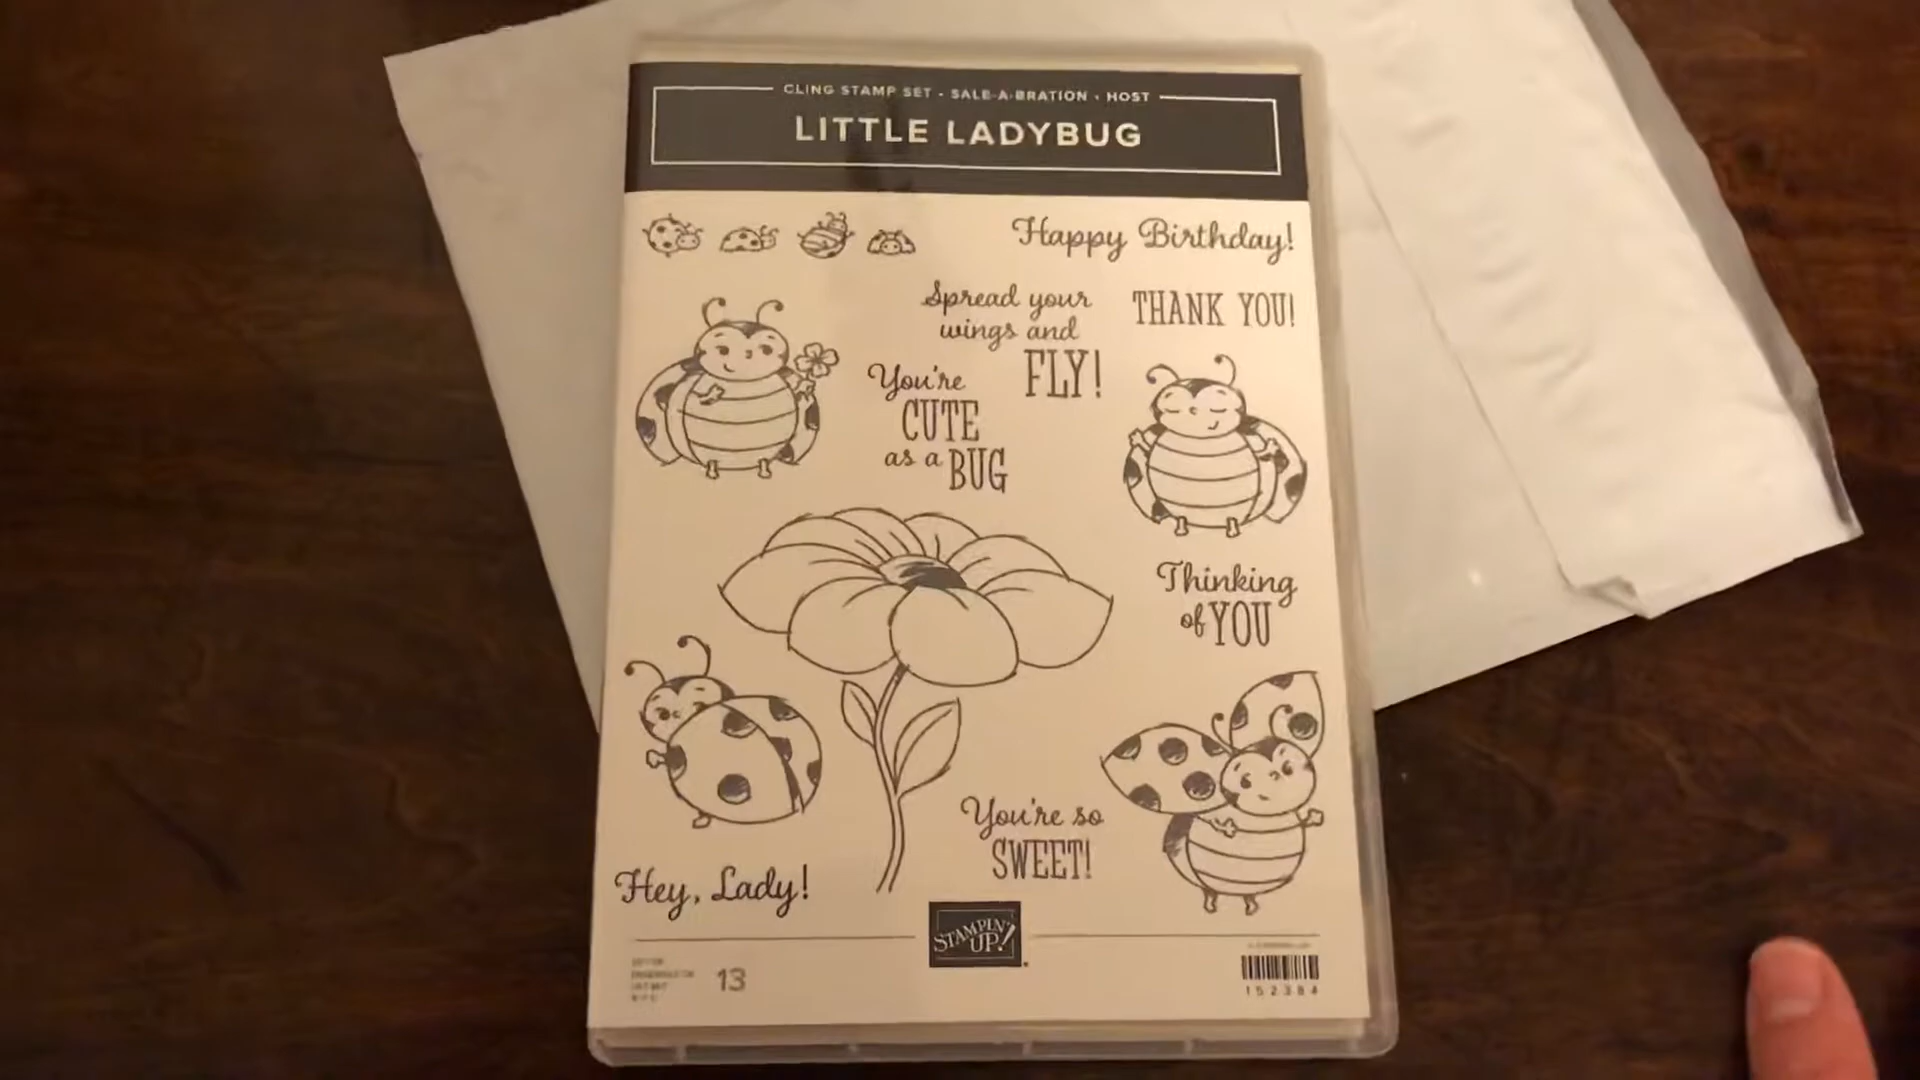 CLING STAMP SET • SALE-A-BRATION • HOST
LITTLE LADYBUG
Happy Birthday!
Spread your
wings and
FLY!
THANK YOU!
You're
CUTE
as a
BUG
Thinking
of YOU
You're so
SWEET!
Hey, Lady!
STAMPIN'
UP!
13
152384